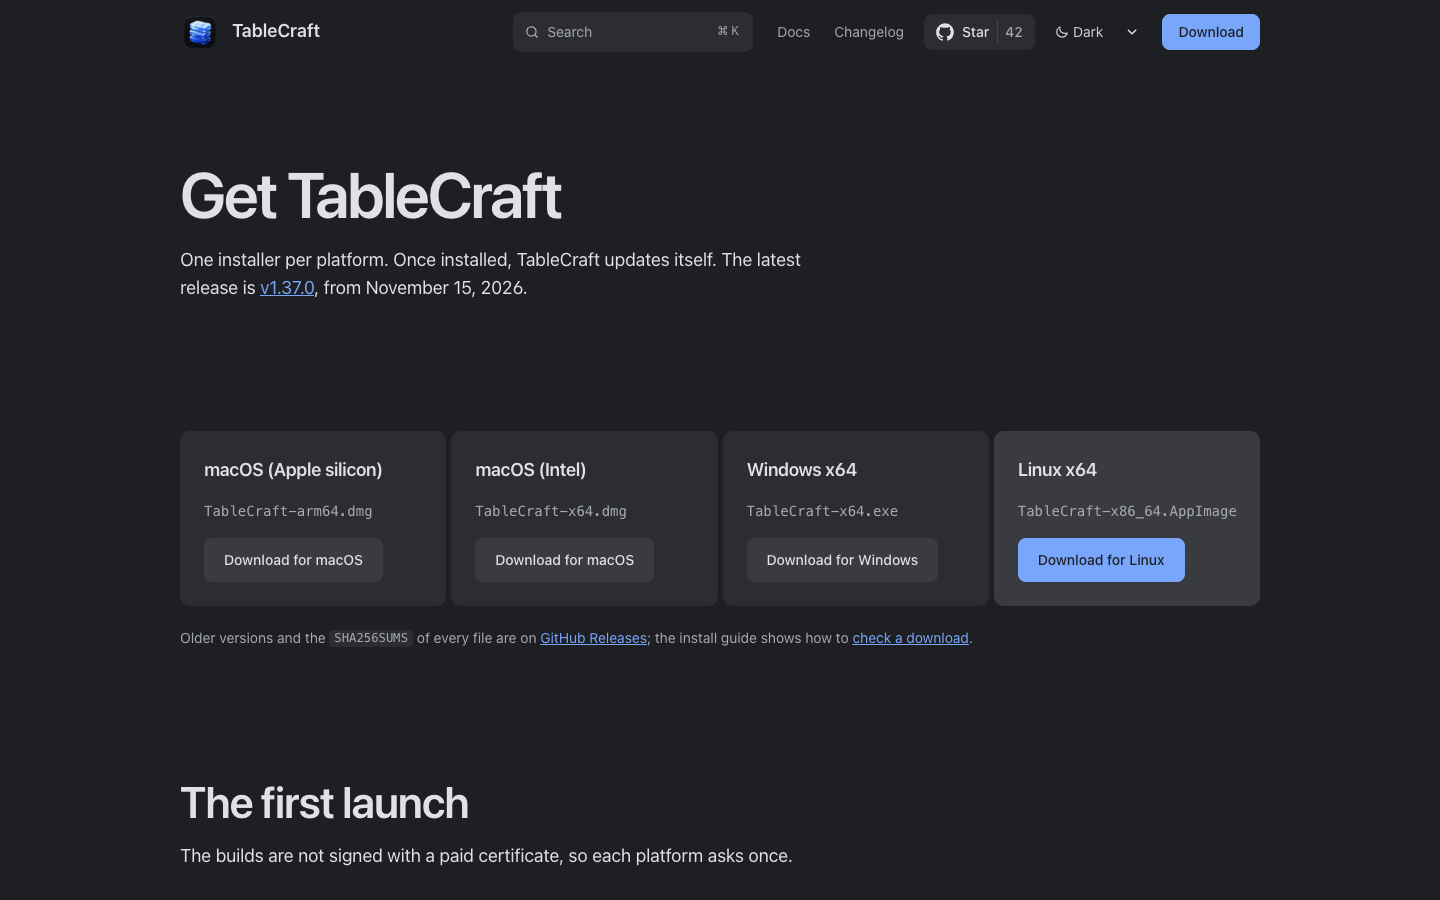 TableCraft
Search ⌘ K
Docs
Changelog
Star 42
Dark
Download
Get TableCraft
One installer per platform. Once installed, TableCraft updates itself. The latest
release is v1.37.0, from November 15, 2026.
macOS (Apple silicon)
TableCraft-arm64.dmg
Download for macOS
macOS (Intel)
TableCraft-x64.dmg
Download for macOS
Windows x64
TableCraft-x64.exe
Download for Windows
Linux x64
TableCraft-x86_64.AppImage
Download for Linux
Older versions and the SHA256SUMS of every file are on GitHub Releases; the install guide shows how to check a download.
The first launch
The builds are not signed with a paid certificate, so each platform asks once.